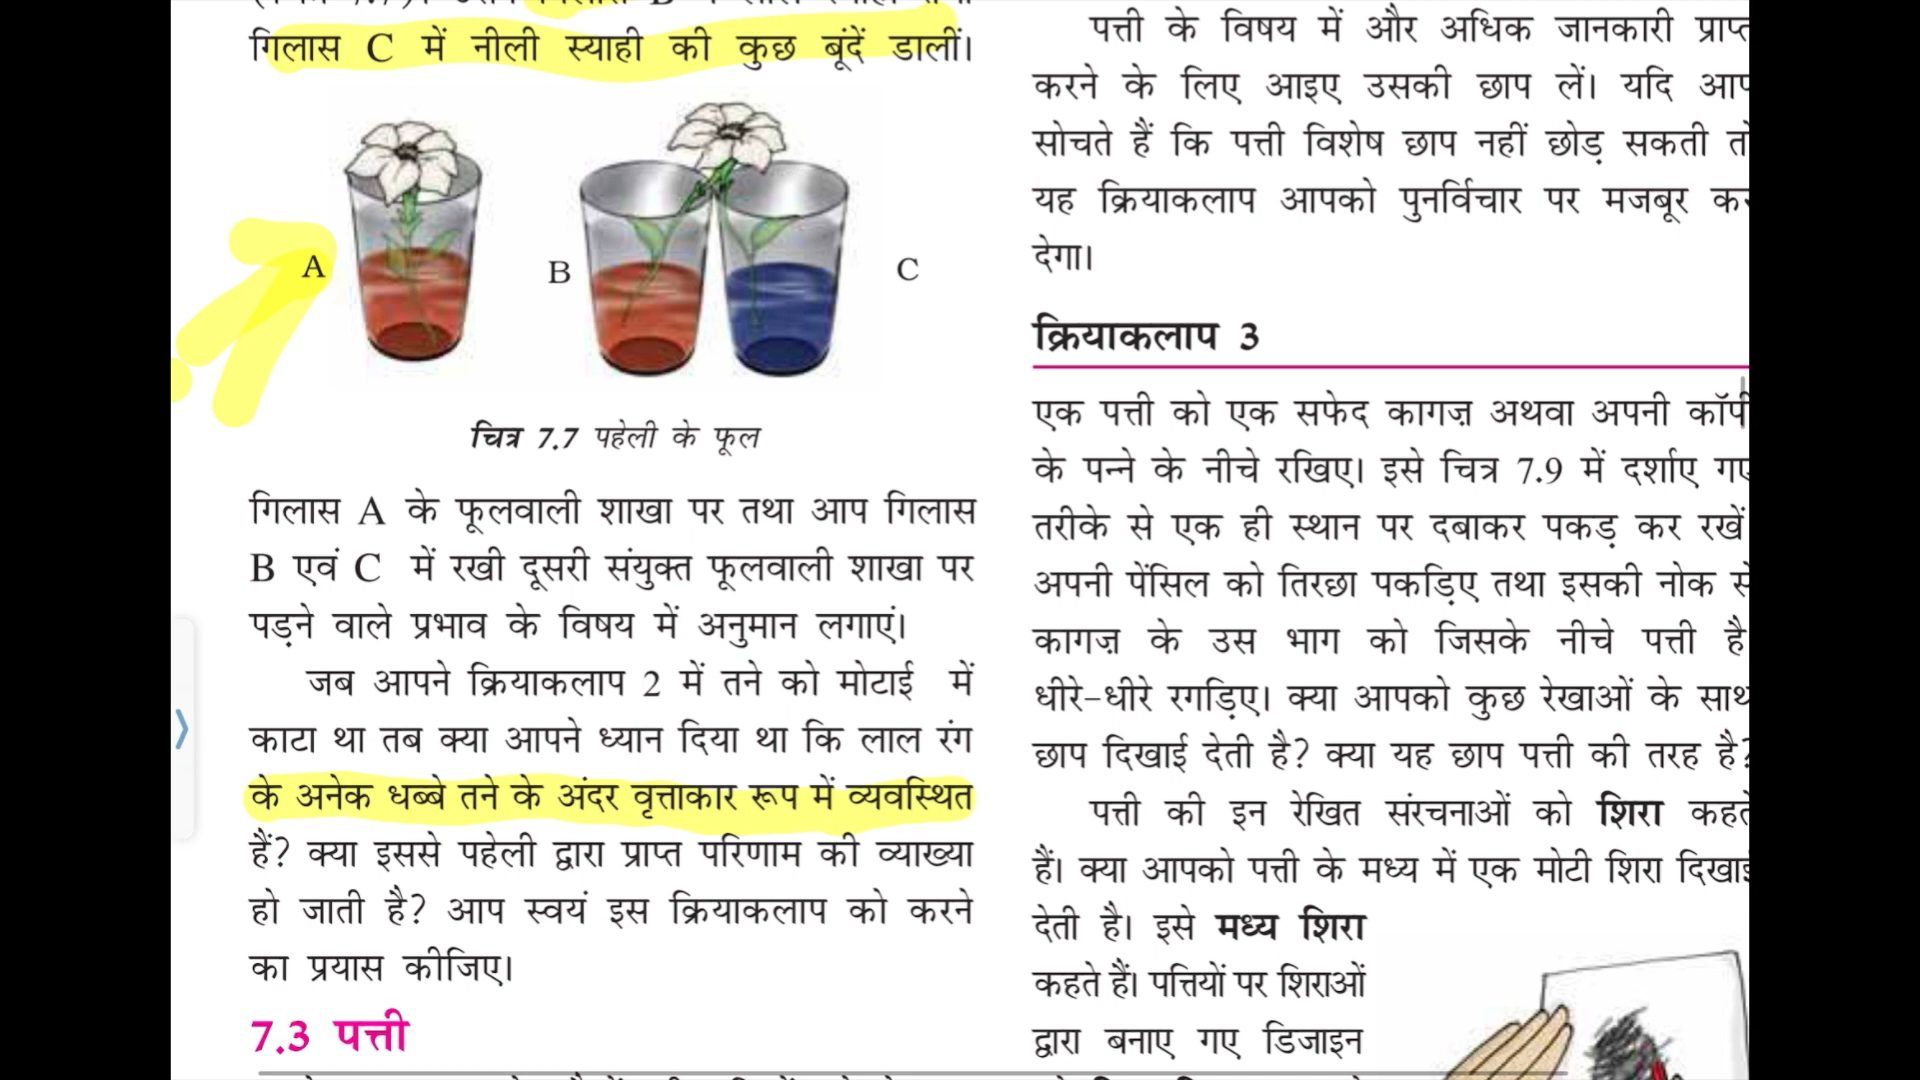 गिलास C में नीली स्याही की कुछ बूंदें डालीं।
A
B
C
चित्र 7.7 पहेली के फूल
गिलास A के फूलवाली शाखा पर तथा आप गिलास
B एवं C में रखी दूसरी संयुक्त फूलवाली शाखा पर
पड़ने वाले प्रभाव के विषय में अनुमान लगाएं।
जब आपने क्रियाकलाप 2 में तने को मोटाई में
काटा था तब क्या आपने ध्यान दिया था कि लाल रंग
के अनेक धब्बे तने के अंदर वृत्ताकार रूप में व्यवस्थित
हैं? क्या इससे पहेली द्वारा प्राप्त परिणाम की व्याख्या
हो जाती है? आप स्वयं इस क्रियाकलाप को करने
का प्रयास कीजिए।
7.3 पत्ती
पत्ती के विषय में और अधिक जानकारी प्राप्त
करने के लिए आइए उसकी छाप लें। यदि आप
सोचते हैं कि पत्ती विशेष छाप नहीं छोड़ सकती तो
यह क्रियाकलाप आपको पुनर्विचार पर मजबूर कर
देगा।
क्रियाकलाप 3
एक पत्ती को एक सफेद कागज़ अथवा अपनी कॉपी
के पन्ने के नीचे रखिए। इसे चित्र 7.9 में दर्शाए गए
तरीके से एक ही स्थान पर दबाकर पकड़ कर रखें
अपनी पेंसिल को तिरछा पकड़िए तथा इसकी नोक से
कागज़ के उस भाग को जिसके नीचे पत्ती है
धीरे-धीरे रगड़िए। क्या आपको कुछ रेखाओं के साथ
छाप दिखाई देती है? क्या यह छाप पत्ती की तरह है?
पत्ती की इन रेखित संरचनाओं को शिरा कहते
हैं। क्या आपको पत्ती के मध्य में एक मोटी शिरा दिखाई
देती है। इसे मध्य शिरा
कहते हैं। पत्तियों पर शिराओं
द्वारा बनाए गए डिजाइन